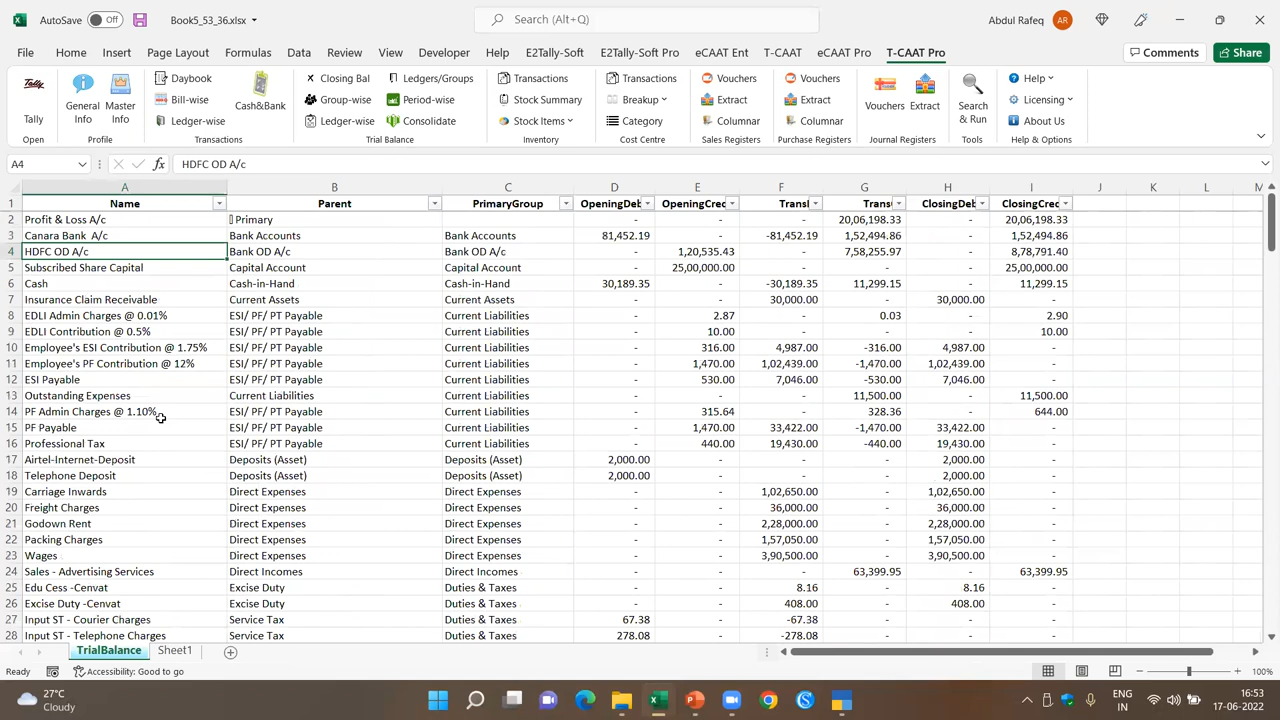 AutoSave Off Book5_53_36.xlsx Search (Alt+Q) Abdul Rafeq AR
File Home Insert Page Layout Formulas Data Review View Developer Help E2Tally-Soft E2Tally-Soft Pro eCAAT Ent T-CAAT eCAAT Pro T-CAAT Pro Comments Share
Tally Daybook Closing Bal Ledgers/Groups Transactions Transactions Vouchers Vouchers Help
General Info Master Info Bill-wise Cash&Bank Group-wise Period-wise Stock Summary Breakup Extract Extract Vouchers Extract Search & Run Licensing
Tally Ledger-wise Ledger-wise Consolidate Stock Items Category Columnar Columnar About Us
Open Profile Transactions Trial Balance Inventory Cost Centre Sales Registers Purchase Registers Journal Registers Tools Help & Options
A4 fx HDFC OD A/c
A B C D E F G H I J K L M
1 Name Parent PrimaryGroup OpeningDeb OpeningCre Transl Trans ClosingDeb ClosingCrec
2 Profit & Loss A/c Primary - - - 20,06,198.33 - 20,06,198.33
3 Canara Bank A/c Bank Accounts Bank Accounts 81,452.19 - -81,452.19 1,52,494.86 - 1,52,494.86
4 HDFC OD A/c Bank OD A/c Bank OD A/c - 1,20,535.43 - 7,58,255.97 - 8,78,791.40
5 Subscribed Share Capital Capital Account Capital Account - 25,00,000.00 - - - 25,00,000.00
6 Cash Cash-in-Hand Cash-in-Hand 30,189.35 - -30,189.35 11,299.15 - 11,299.15
7 Insurance Claim Receivable Current Assets Current Assets - - 30,000.00 - 30,000.00 -
8 EDLI Admin Charges @ 0.01% ESI/ PF/ PT Payable Current Liabilities - 2.87 - 0.03 - 2.90
9 EDLI Contribution @ 0.5% ESI/ PF/ PT Payable Current Liabilities - 10.00 - - - 10.00
10 Employee's ESI Contribution @ 1.75% ESI/ PF/ PT Payable Current Liabilities - 316.00 4,987.00 -316.00 4,987.00 -
11 Employee's PF Contribution @ 12% ESI/ PF/ PT Payable Current Liabilities - 1,470.00 1,02,439.00 -1,470.00 1,02,439.00 -
12 ESI Payable ESI/ PF/ PT Payable Current Liabilities - 530.00 7,046.00 -530.00 7,046.00 -
13 Outstanding Expenses Current Liabilities Current Liabilities - - - 11,500.00 - 11,500.00
14 PF Admin Charges @ 1.10% ESI/ PF/ PT Payable Current Liabilities - 315.64 - 328.36 - 644.00
15 PF Payable ESI/ PF/ PT Payable Current Liabilities - 1,470.00 33,422.00 -1,470.00 33,422.00 -
16 Professional Tax ESI/ PF/ PT Payable Current Liabilities - 440.00 19,430.00 -440.00 19,430.00 -
17 Airtel-Internet-Deposit Deposits (Asset) Deposits (Asset) 2,000.00 - - - 2,000.00 -
18 Telephone Deposit Deposits (Asset) Deposits (Asset) 2,000.00 - - - 2,000.00 -
19 Carriage Inwards Direct Expenses Direct Expenses - - 1,02,650.00 - 1,02,650.00 -
20 Freight Charges Direct Expenses Direct Expenses - - 36,000.00 - 36,000.00 -
21 Godown Rent Direct Expenses Direct Expenses - - 2,28,000.00 - 2,28,000.00 -
22 Packing Charges Direct Expenses Direct Expenses - - 1,57,050.00 - 1,57,050.00 -
23 Wages Direct Expenses Direct Expenses - - 3,90,500.00 - 3,90,500.00 -
24 Sales - Advertising Services Direct Incomes Direct Incomes - - - 63,399.95 - 63,399.95
25 Edu Cess -Cenvat Excise Duty Duties & Taxes - - 8.16 - 8.16 -
26 Excise Duty -Cenvat Excise Duty Duties & Taxes - - 408.00 - 408.00 -
27 Input ST - Courier Charges Service Tax Duties & Taxes 67.38 - -67.38 - - -
28 Input ST - Telephone Charges Service Tax Duties & Taxes 278.08 - -278.08 - - -
TrialBalance Sheet1
Ready Accessibility: Good to go 100%
27°C ENG 16:53
Cloudy IN 17-06-2022